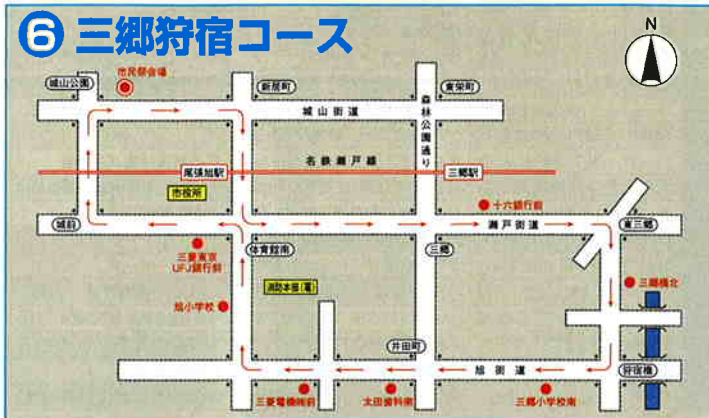 ⑥ 三郷狩宿コース
N
城山公園
市民祭会場
新居町
東栄町
城山街道
森林公園通り
名鉄瀬戸線
尾張旭駅
三郷駅
市役所
十六銀行前
瀬戸街道
城前
体育館南
三郷
東三郷
三菱東京
UFJ銀行前
消防本部(署)
三郷橋北
旭小学校
井田町
旭街道
狩宿橋
三菱電機㈱前
太田歯科南
三郷小学校南